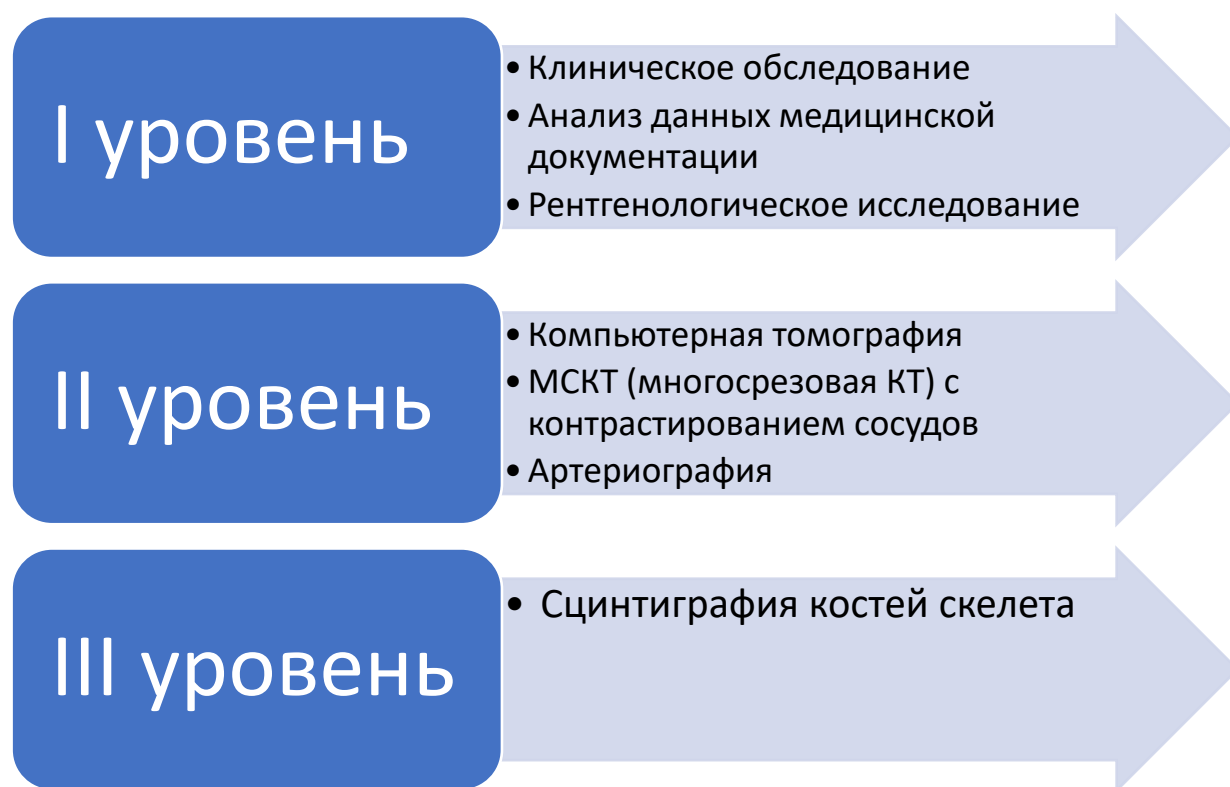 I уровень
• Клиническое обследование
• Анализ данных медицинской
документации
• Рентгенологическое исследование
II уровень
• Компьютерная томография
• МСКТ (многосрезовая КТ) с
контрастированием сосудов
• Артериография
III уровень
• Сцинтиграфия костей скелета